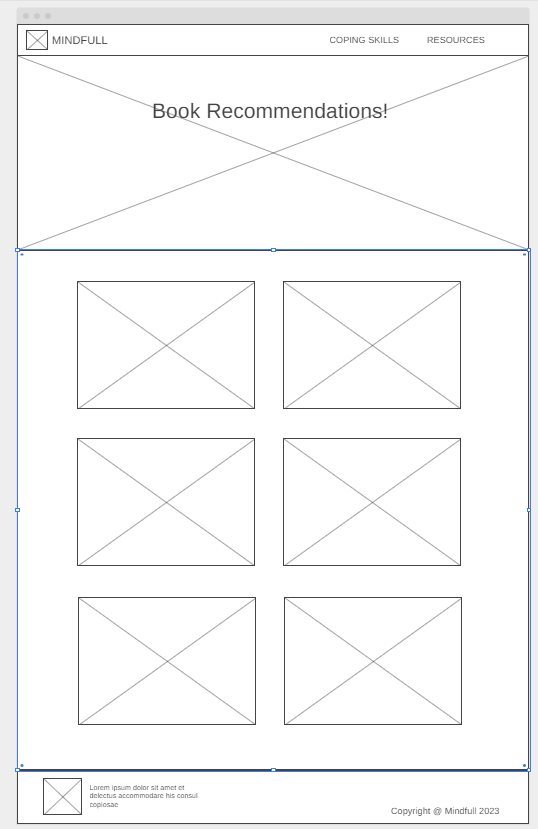 MINDFULL
COPING SKILLS
RESOURCES
Book Recommendations!
Lorem ipsum dolor sit amet et
delectus accommodare his consul
copiosae
Copyright @ Mindfull 2023